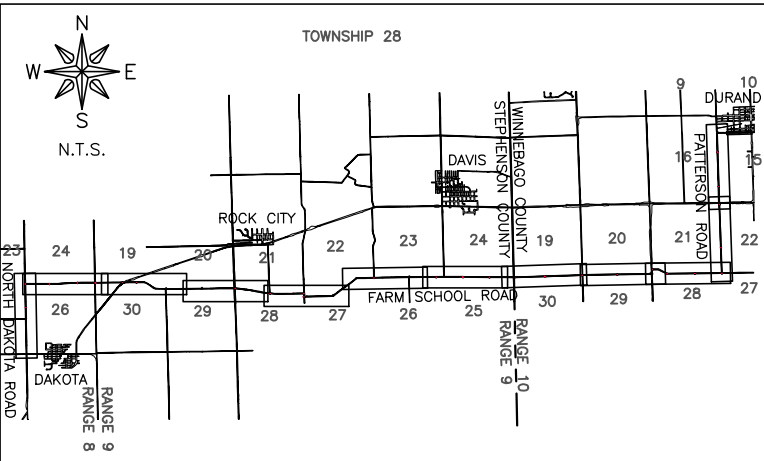 N
TOWNSHIP 28
W
E
S
N.T.S.
9
10
DURAND
16
15
DAVIS
STEPHENSON COUNTY
WINNEBAGO COUNTY
PATTERSON ROAD
ROCK CITY
23
24
19
20
21
22
23
24
19
20
21
22
NORTH DAKOTA ROAD
26
30
29
28
27
FARM SCHOOL ROAD
26
25
30
29
28
27
DAKOTA
RANGE 8
RANGE 9
RANGE 9
RANGE 10